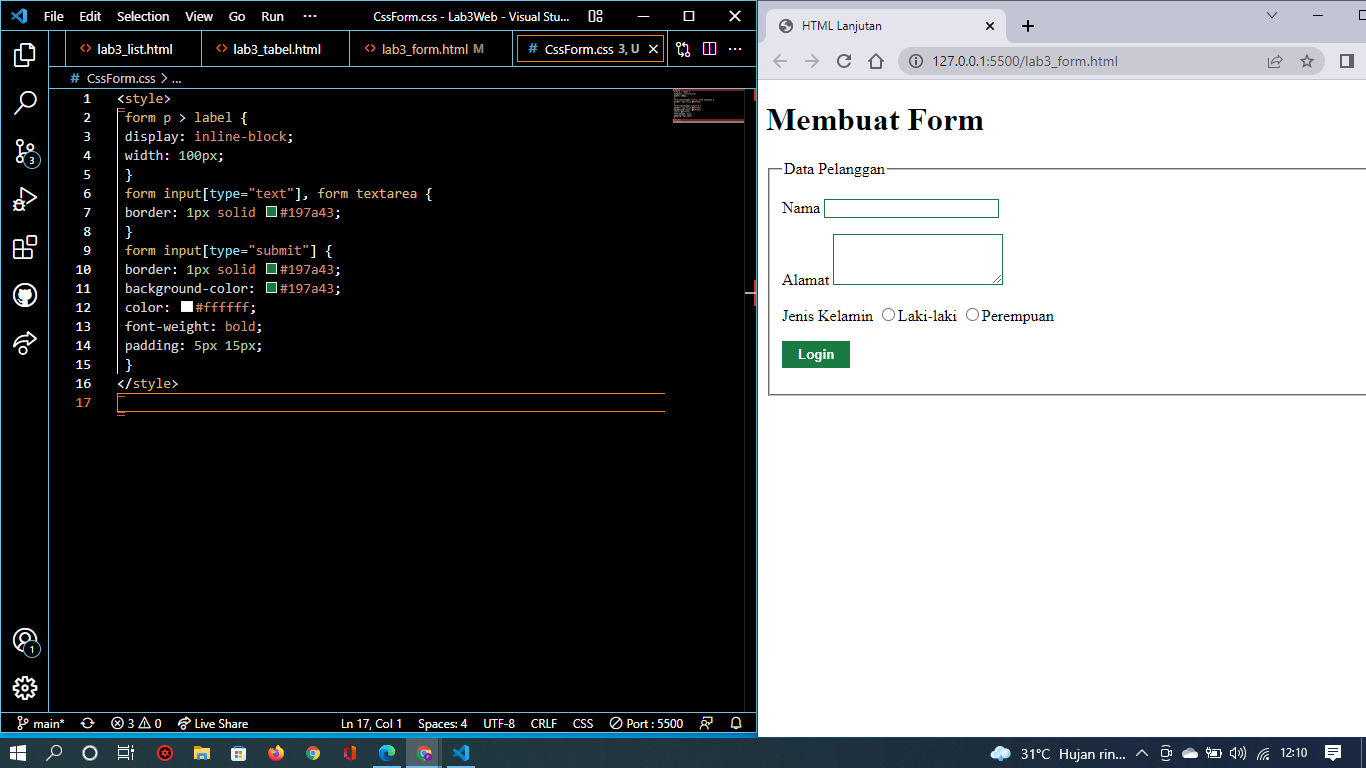 File Edit Selection View Go Run ··· CssForm.css - Lab3Web - Visual Stu...
lab3_list.html lab3_tabel.html lab3_form.html M # CssForm.css 3, U
# CssForm.css > ...
1 <style>
2 form p > label {
3 display: inline-block;
4 width: 100px;
5 }
6 form input[type="text"], form textarea {
7 border: 1px solid #197a43;
8 }
9 form input[type="submit"] {
10 border: 1px solid #197a43;
11 background-color: #197a43;
12 color: #ffffff;
13 font-weight: bold;
14 padding: 5px 15px;
15 }
16 </style>
17
3
1
main* 3 0 Live Share Ln 17, Col 1 Spaces: 4 UTF-8 CRLF CSS Port : 5500
HTML Lanjutan
127.0.0.1:5500/lab3_form.html
Membuat Form
Data Pelanggan
Nama
Alamat
Jenis Kelamin Laki-laki Perempuan
Login
31°C Hujan rin... 12:10